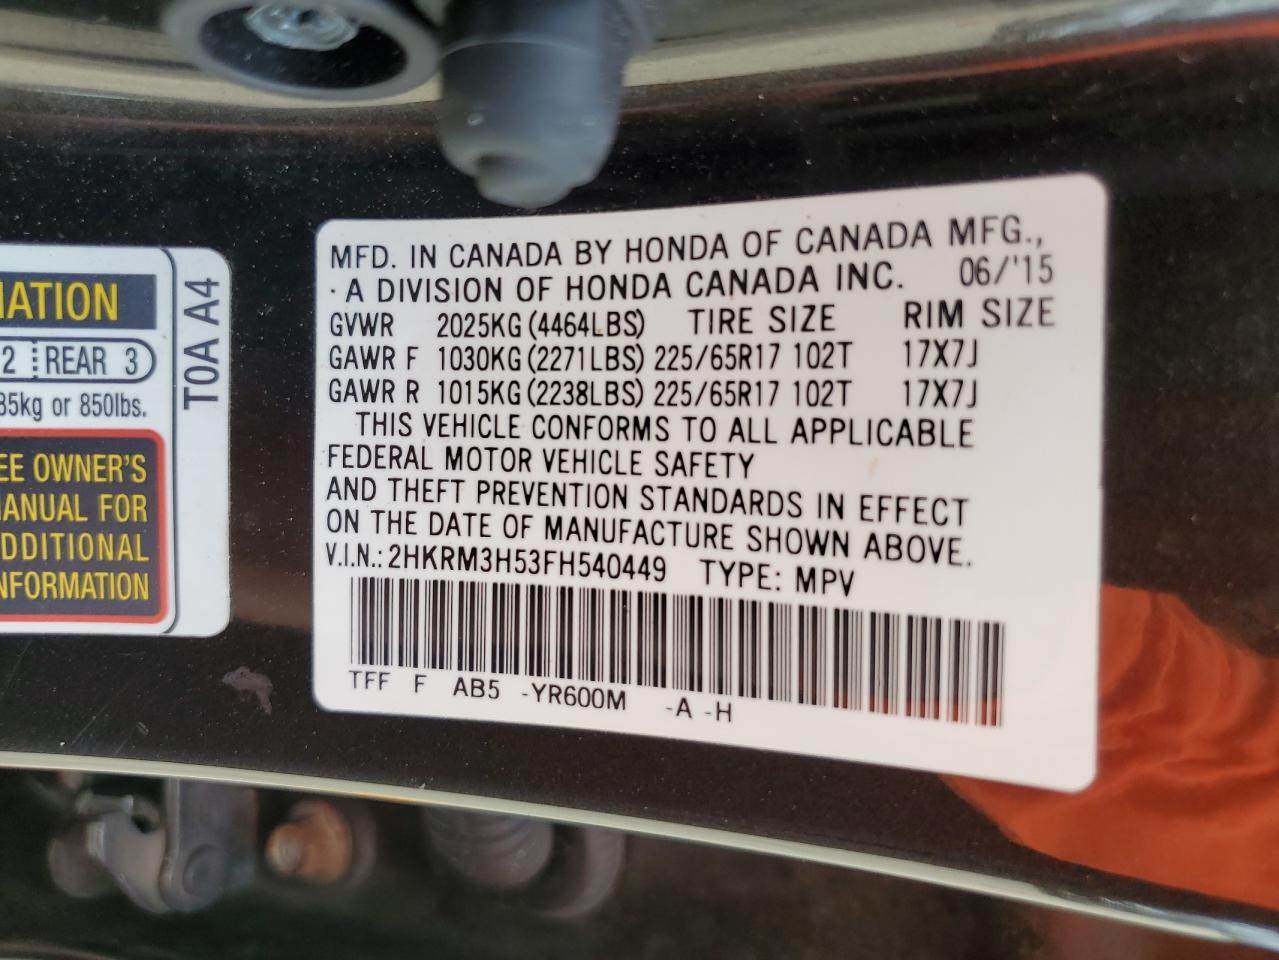 MATION
2 REAR 3
85kg or 850lbs.
EE OWNER'S
MANUAL FOR
DDITIONAL
NFORMATION
T0A A4
MFD. IN CANADA BY HONDA OF CANADA MFG.,
A DIVISION OF HONDA CANADA INC. 06/'15
GVWR 2025KG (4464LBS) TIRE SIZE RIM SIZE
GAWR F 1030KG (2271LBS) 225/65R17 102T 17X7J
GAWR R 1015KG (2238LBS) 225/65R17 102T 17X7J
THIS VEHICLE CONFORMS TO ALL APPLICABLE
FEDERAL MOTOR VEHICLE SAFETY
AND THEFT PREVENTION STANDARDS IN EFFECT
ON THE DATE OF MANUFACTURE SHOWN ABOVE.
V.I.N.: 2HKRM3H53FH540449 TYPE: MPV
TFF F AB5 -YR600M -A -H